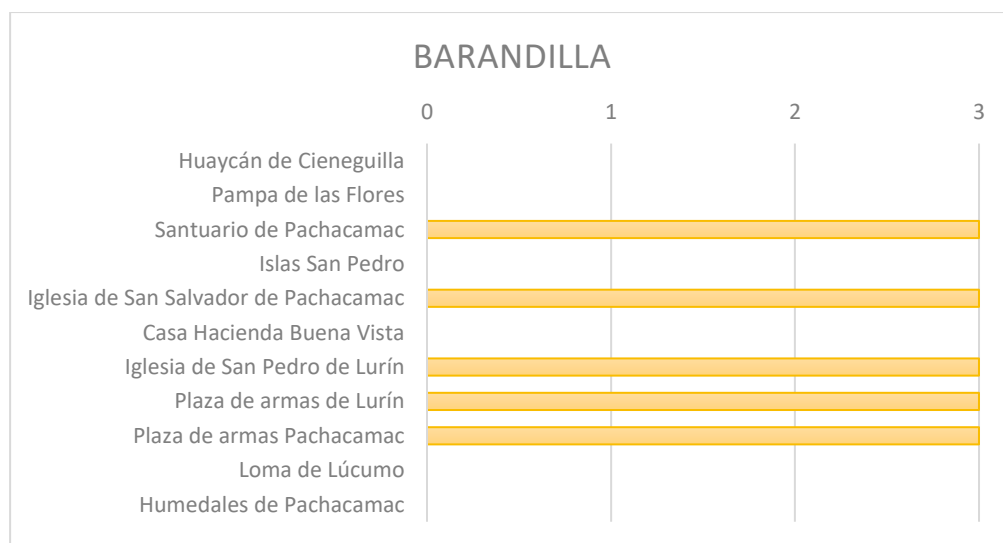 BARANDILLA
0 1 2 3
Huaycán de Cieneguilla
Pampa de las Flores
Santuario de Pachacamac
Islas San Pedro
Iglesia de San Salvador de Pachacamac
Casa Hacienda Buena Vista
Iglesia de San Pedro de Lurín
Plaza de armas de Lurín
Plaza de armas Pachacamac
Loma de Lúcumo
Humedales de Pachacamac